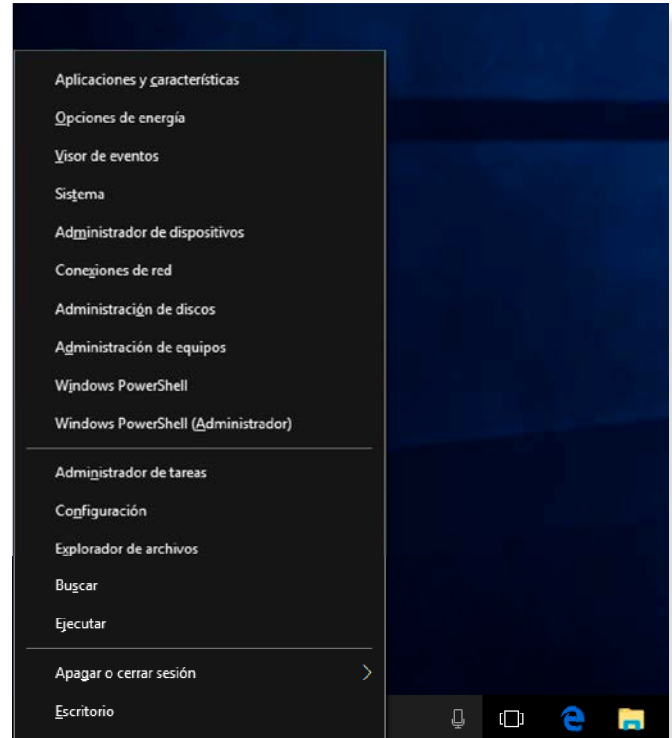 Aplicaciones y características
Opciones de energía
Visor de eventos
Sistema
Administrador de dispositivos
Conexiones de red
Administración de discos
Administración de equipos
Windows PowerShell
Windows PowerShell (Administrador)
Administrador de tareas
Configuración
Explorador de archivos
Buscar
Ejecutar
Apagar o cerrar sesión
Escritorio